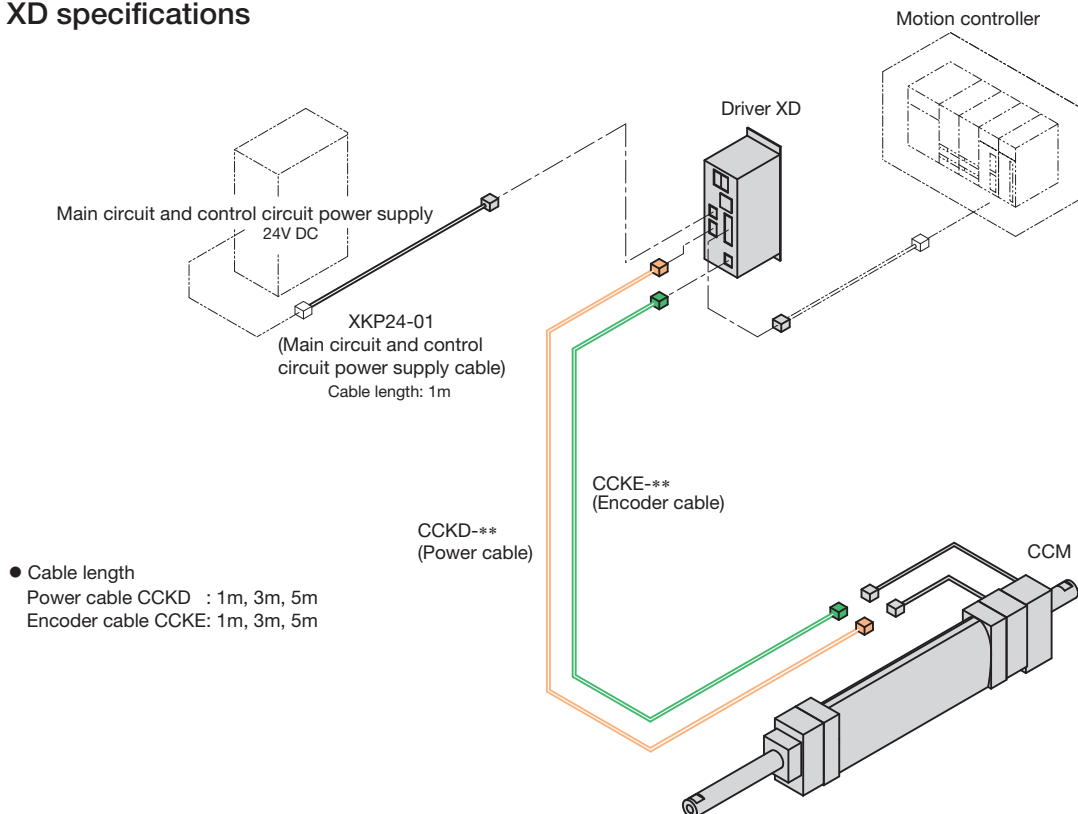 XD specifications
Motion controller
Driver XD
Main circuit and control circuit power supply
24V DC
XKP24-01
(Main circuit and control
circuit power supply cable)
Cable length: 1m
CCKE-**
(Encoder cable)
CCKD-**
(Power cable)
CCM
● Cable length
Power cable CCKD : 1m, 3m, 5m
Encoder cable CCKE: 1m, 3m, 5m